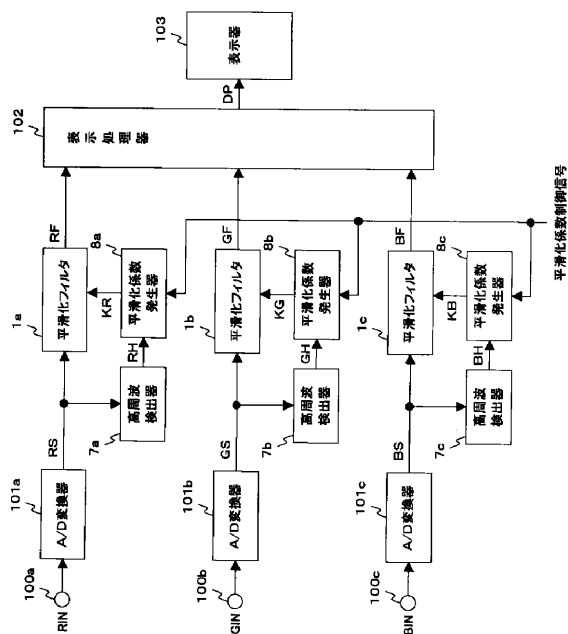 RIN
100a
101a
A/D変換器
RS
1a
平滑化フィルタ
RF
KR
8a
平滑化係数
発生器
RH
7a
高周波
検出器
GIN
100b
101b
A/D変換器
GS
1b
平滑化フィルタ
GF
KG
8b
平滑化係数
発生器
GH
7b
高周波
検出器
BIN
100c
101c
A/D変換器
BS
1c
平滑化フィルタ
BF
KB
8c
平滑化係数
発生器
BH
7c
高周波
検出器
平滑化係数制御信号
102
表示処理器
DP
103
表示器